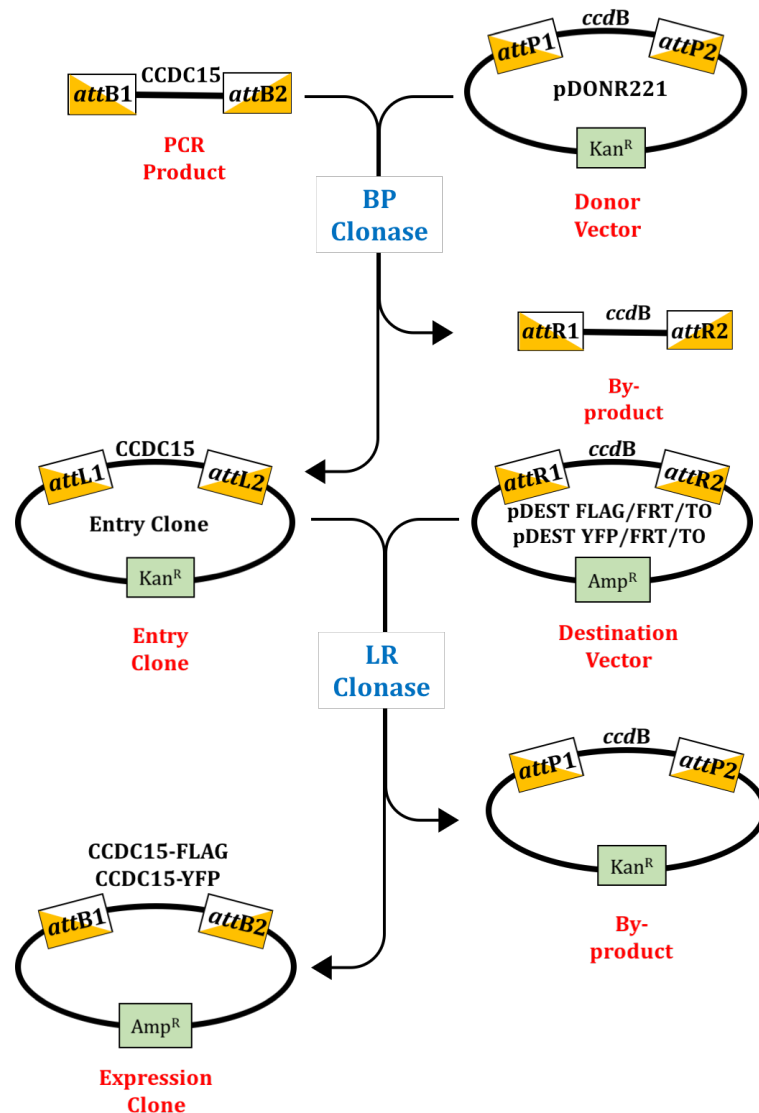 CCDC15
attB1
attB2
PCR
Product
ccdB
attP1
attP2
pDONR221
Kanᴿ
Donor
Vector
BP
Clonase
ccdB
attR1
attR2
By-
product
CCDC15
attL1
attL2
Entry Clone
Kanᴿ
Entry
Clone
ccdB
attR1
attR2
pDEST FLAG/FRT/TO
pDEST YFP/FRT/TO
Ampᴿ
Destination
Vector
LR
Clonase
ccdB
attP1
attP2
Kanᴿ
By-
product
CCDC15-FLAG
CCDC15-YFP
attB1
attB2
Ampᴿ
Expression
Clone